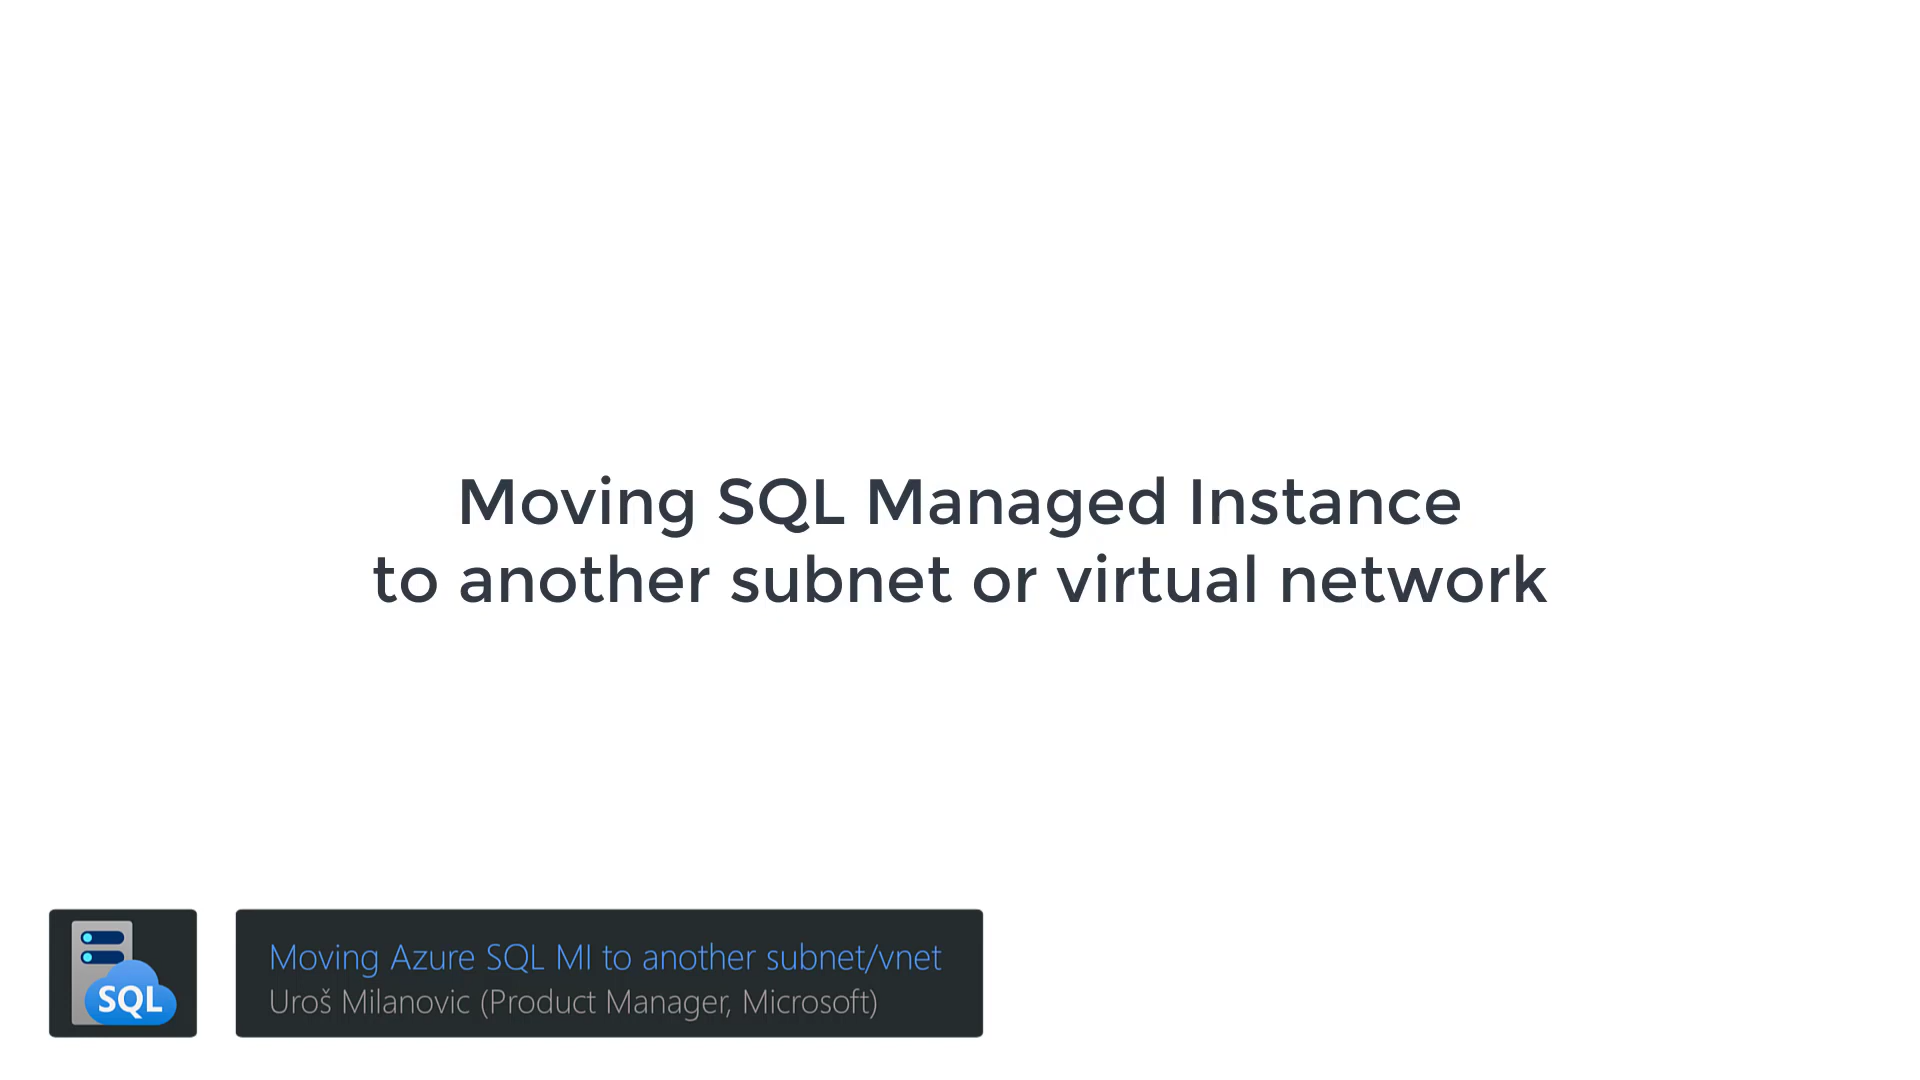 Moving SQL Managed Instance
to another subnet or virtual network
SQL
Moving Azure SQL MI to another subnet/vnet
Uroš Milanovic (Product Manager, Microsoft)